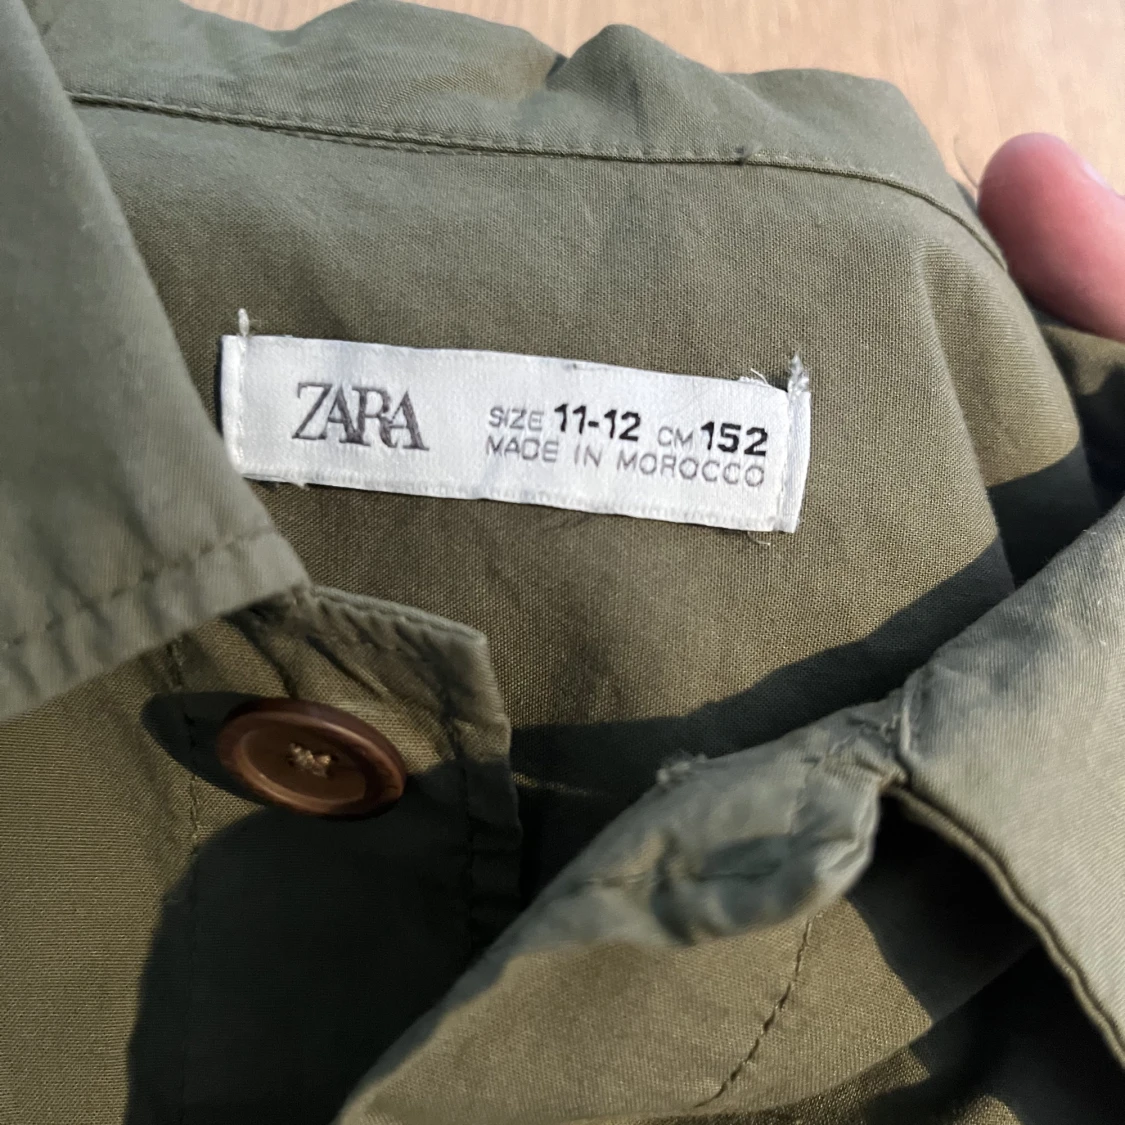 ZARA
SIZE 11-12 CM 152
MADE IN MOROCCO